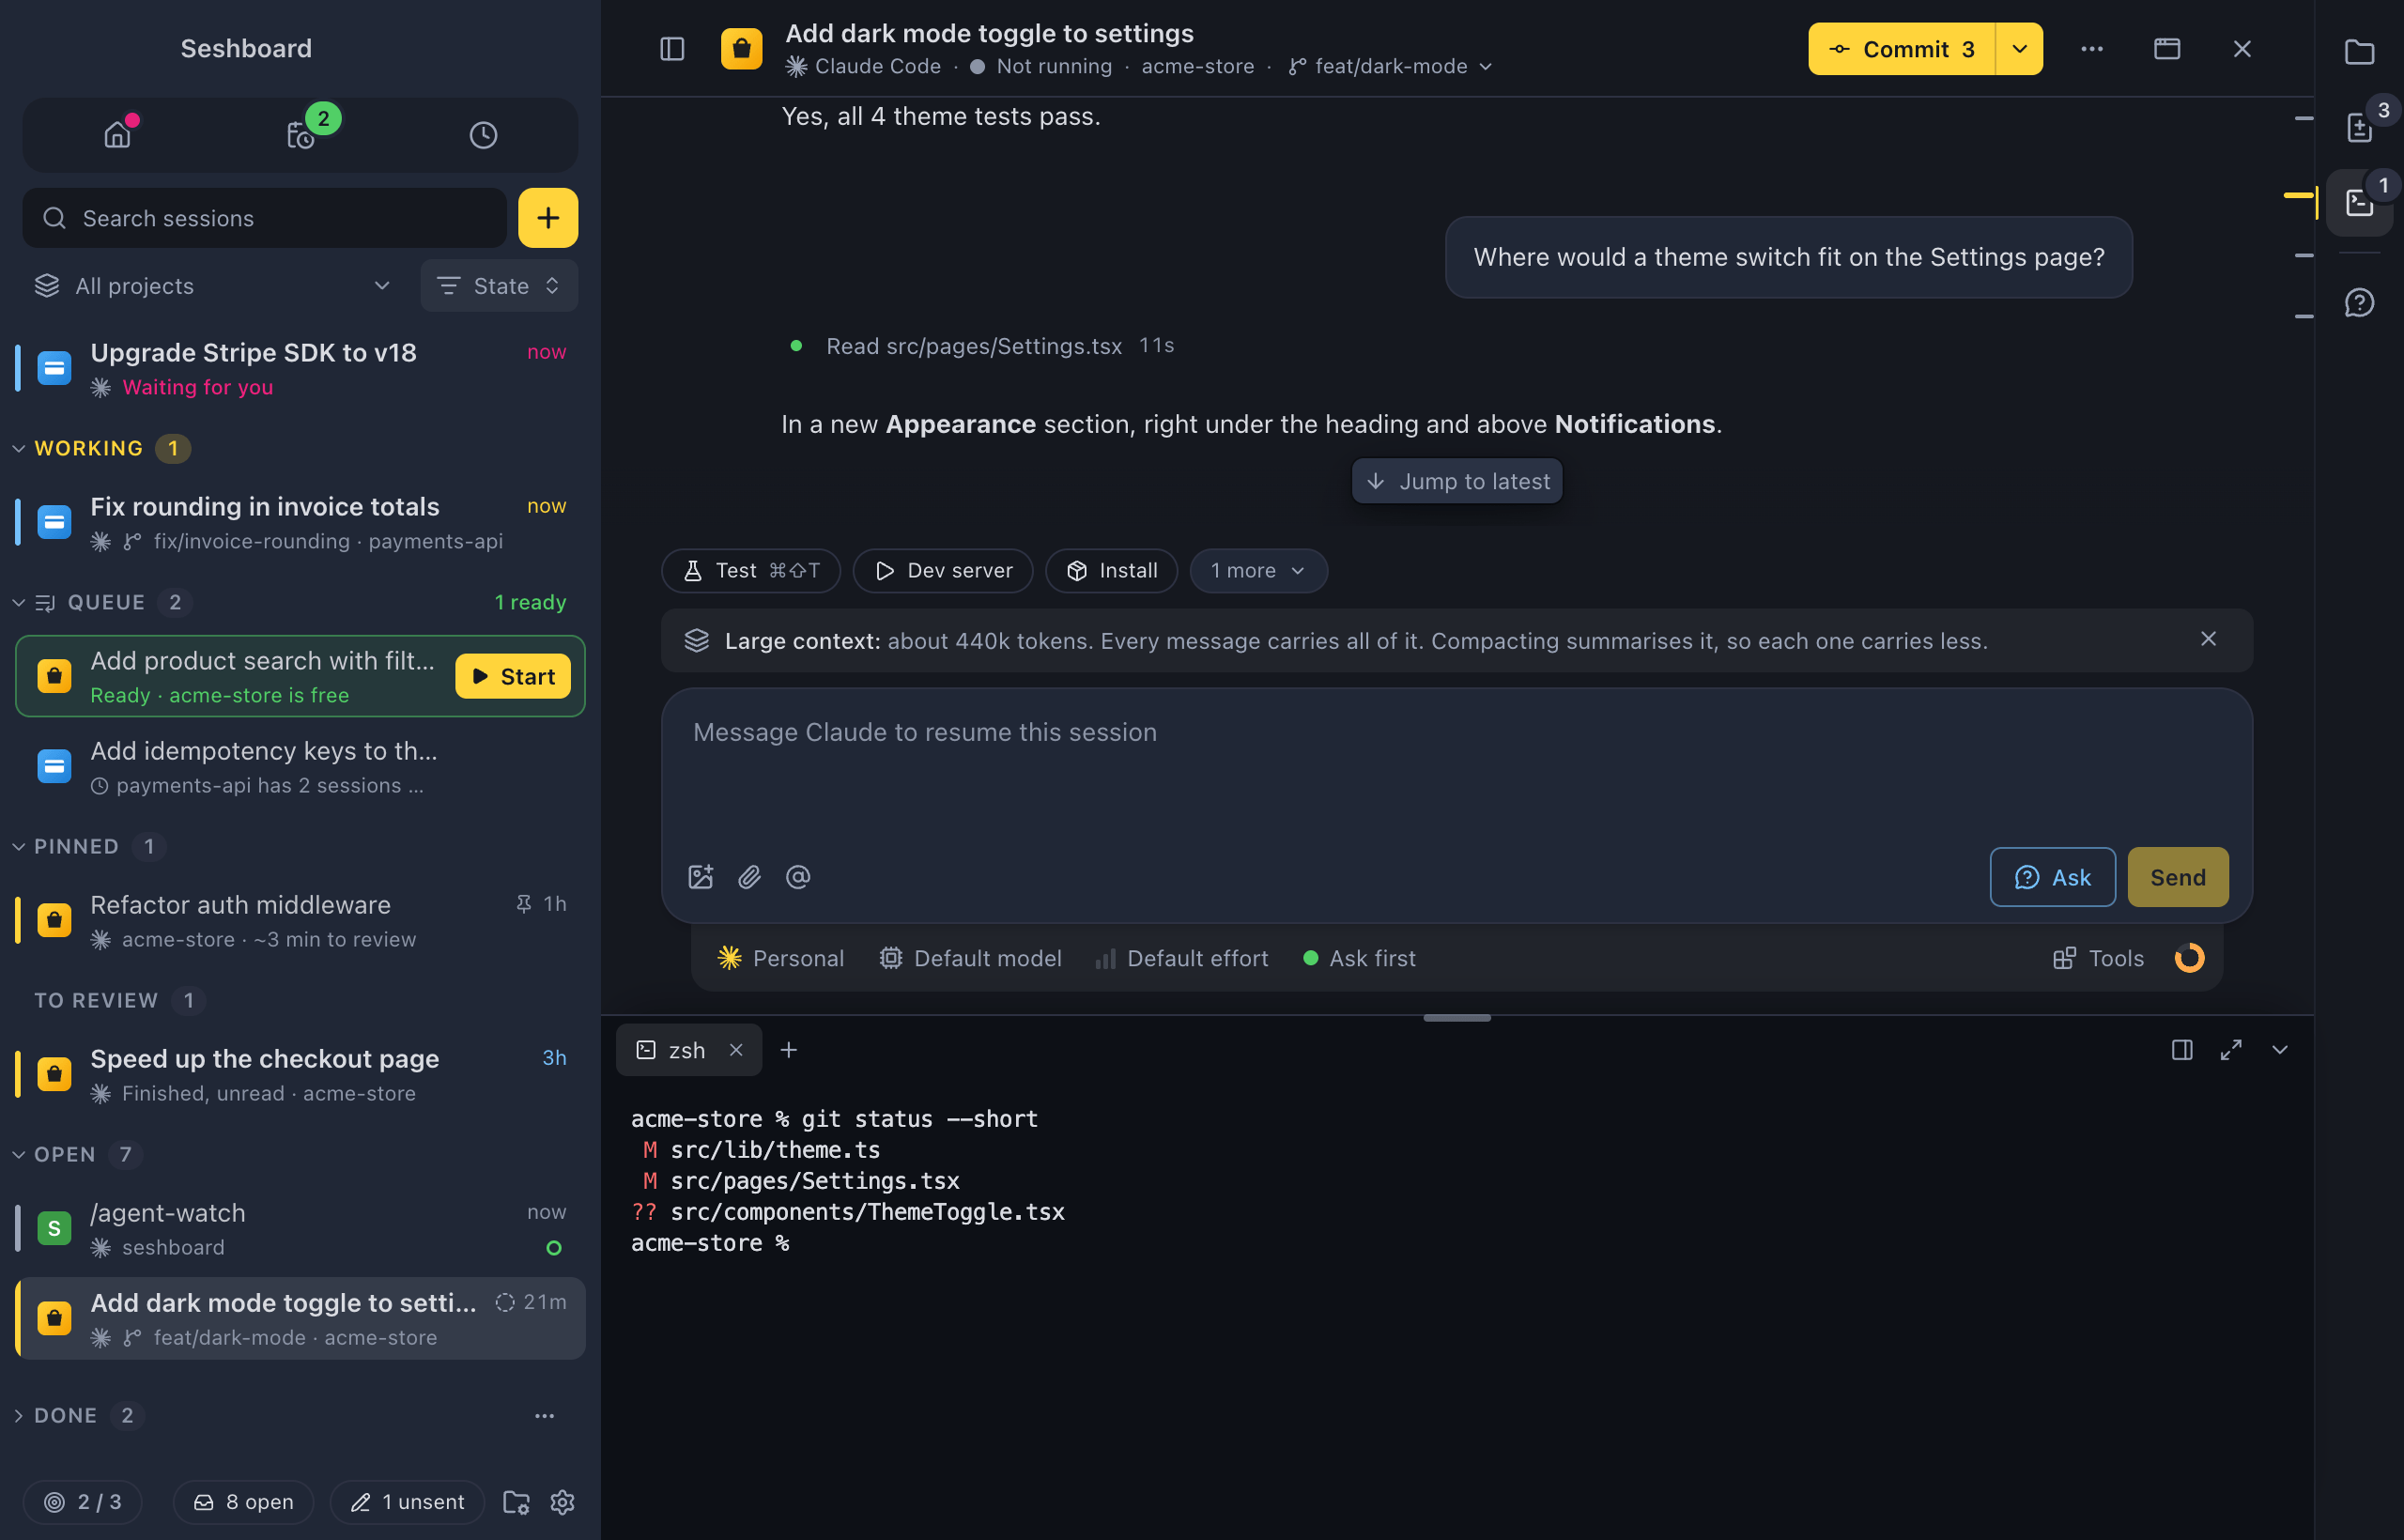 Seshboard
2
Search sessions
All projects
State
Upgrade Stripe SDK to v18
now
Waiting for you
WORKING 1
Fix rounding in invoice totals
now
fix/invoice-rounding · payments-api
QUEUE 2
1 ready
Add product search with filt...
Ready · acme-store is free
Start
Add idempotency keys to th...
payments-api has 2 sessions ...
PINNED 1
Refactor auth middleware
1h
acme-store · ~3 min to review
TO REVIEW 1
Speed up the checkout page
3h
Finished, unread · acme-store
OPEN 7
S
/agent-watch
now
seshboard
Add dark mode toggle to setti...
21m
feat/dark-mode · acme-store
DONE 2
2 / 3
8 open
1 unsent
Add dark mode toggle to settings
Claude Code · Not running · acme-store · feat/dark-mode
Commit 3
3
1
Yes, all 4 theme tests pass.
Where would a theme switch fit on the Settings page?
Read src/pages/Settings.tsx 11s
In a new Appearance section, right under the heading and above Notifications.
Jump to latest
Test ⌘⇧T
Dev server
Install
1 more
Large context: about 440k tokens. Every message carries all of it. Compacting summarises it, so each one carries less.
Message Claude to resume this session
Ask
Send
Personal
Default model
Default effort
Ask first
Tools
zsh
acme-store % git status --short
M src/lib/theme.ts
M src/pages/Settings.tsx
?? src/components/ThemeToggle.tsx
acme-store %